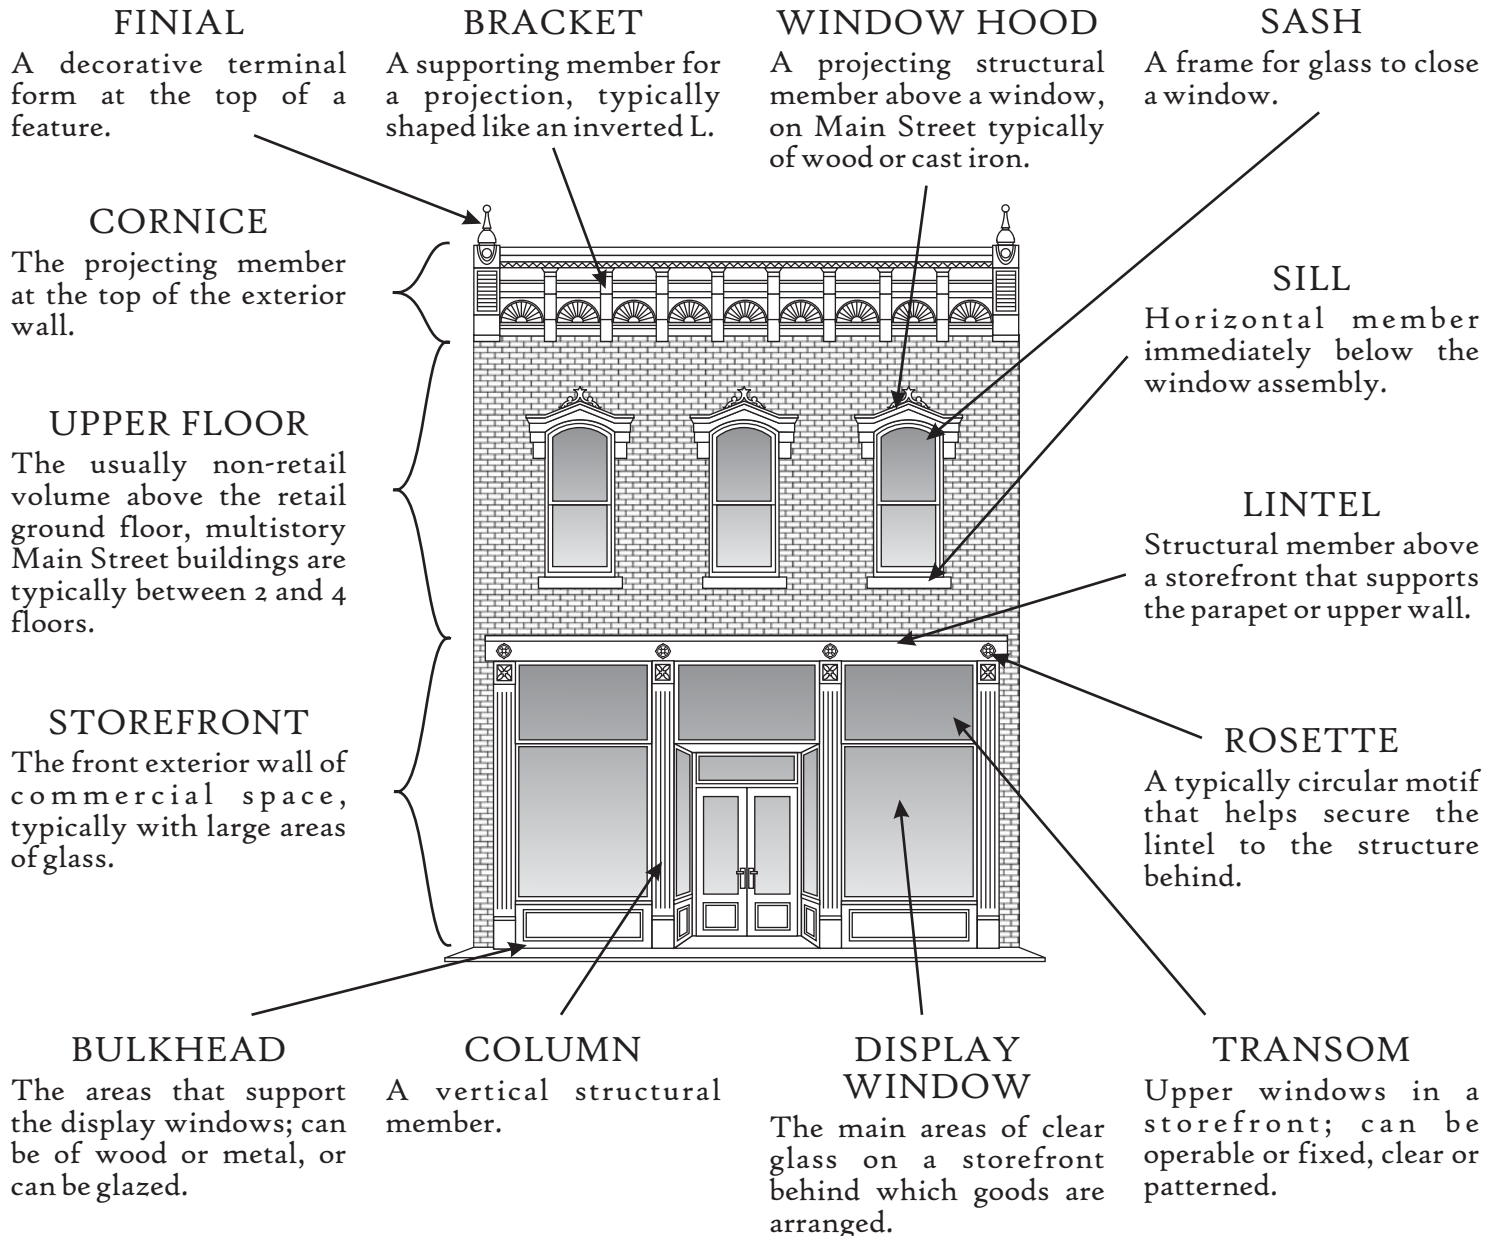 FINIAL
A decorative terminal
form at the top of a
feature.
BRACKET
A supporting member for
a projection, typically
shaped like an inverted L.
WINDOW HOOD
A projecting structural
member above a window,
on Main Street typically
of wood or cast iron.
SASH
A frame for glass to close
a window.
CORNICE
The projecting member
at the top of the exterior
wall.
SILL
Horizontal member
immediately below the
window assembly.
UPPER FLOOR
The usually non-retail
volume above the retail
ground floor, multistory
Main Street buildings are
typically between 2 and 4
floors.
LINTEL
Structural member above
a storefront that supports
the parapet or upper wall.
STOREFRONT
The front exterior wall of
commercial space,
typically with large areas
of glass.
ROSETTE
A typically circular motif
that helps secure the
lintel to the structure
behind.
BULKHEAD
The areas that support
the display windows; can
be of wood or metal, or
can be glazed.
COLUMN
A vertical structural
member.
DISPLAY
WINDOW
The main areas of clear
glass on a storefront
behind which goods are
arranged.
TRANSOM
Upper windows in a
storefront; can be
operable or fixed, clear or
patterned.